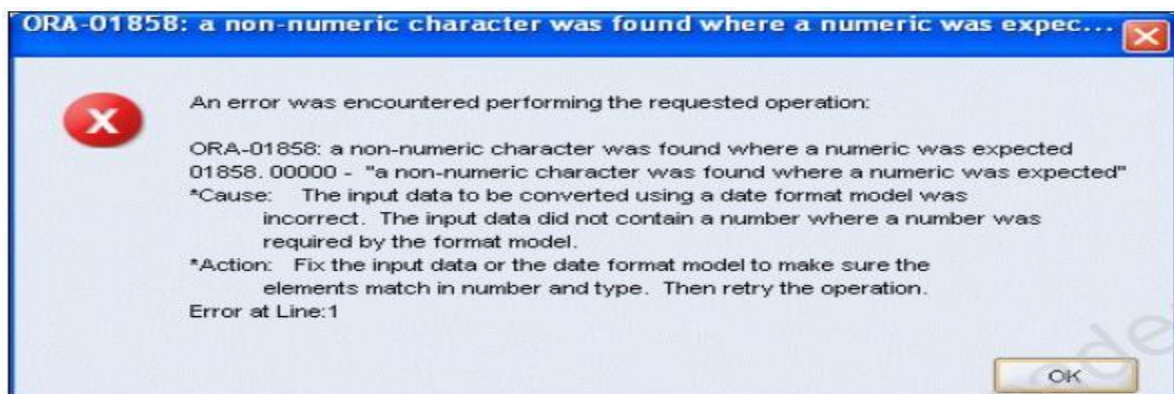 ORA-01858: a non-numeric character was found where a numeric was expec...
An error was encountered performing the requested operation:
ORA-01858: a non-numeric character was found where a numeric was expected
01858. 00000 - "a non-numeric character was found where a numeric was expected"
*Cause: The input data to be converted using a date format model was
incorrect. The input data did not contain a number where a number was
required by the format model.
*Action: Fix the input data or the date format model to make sure the
elements match in number and type. Then retry the operation.
Error at Line:1
OK